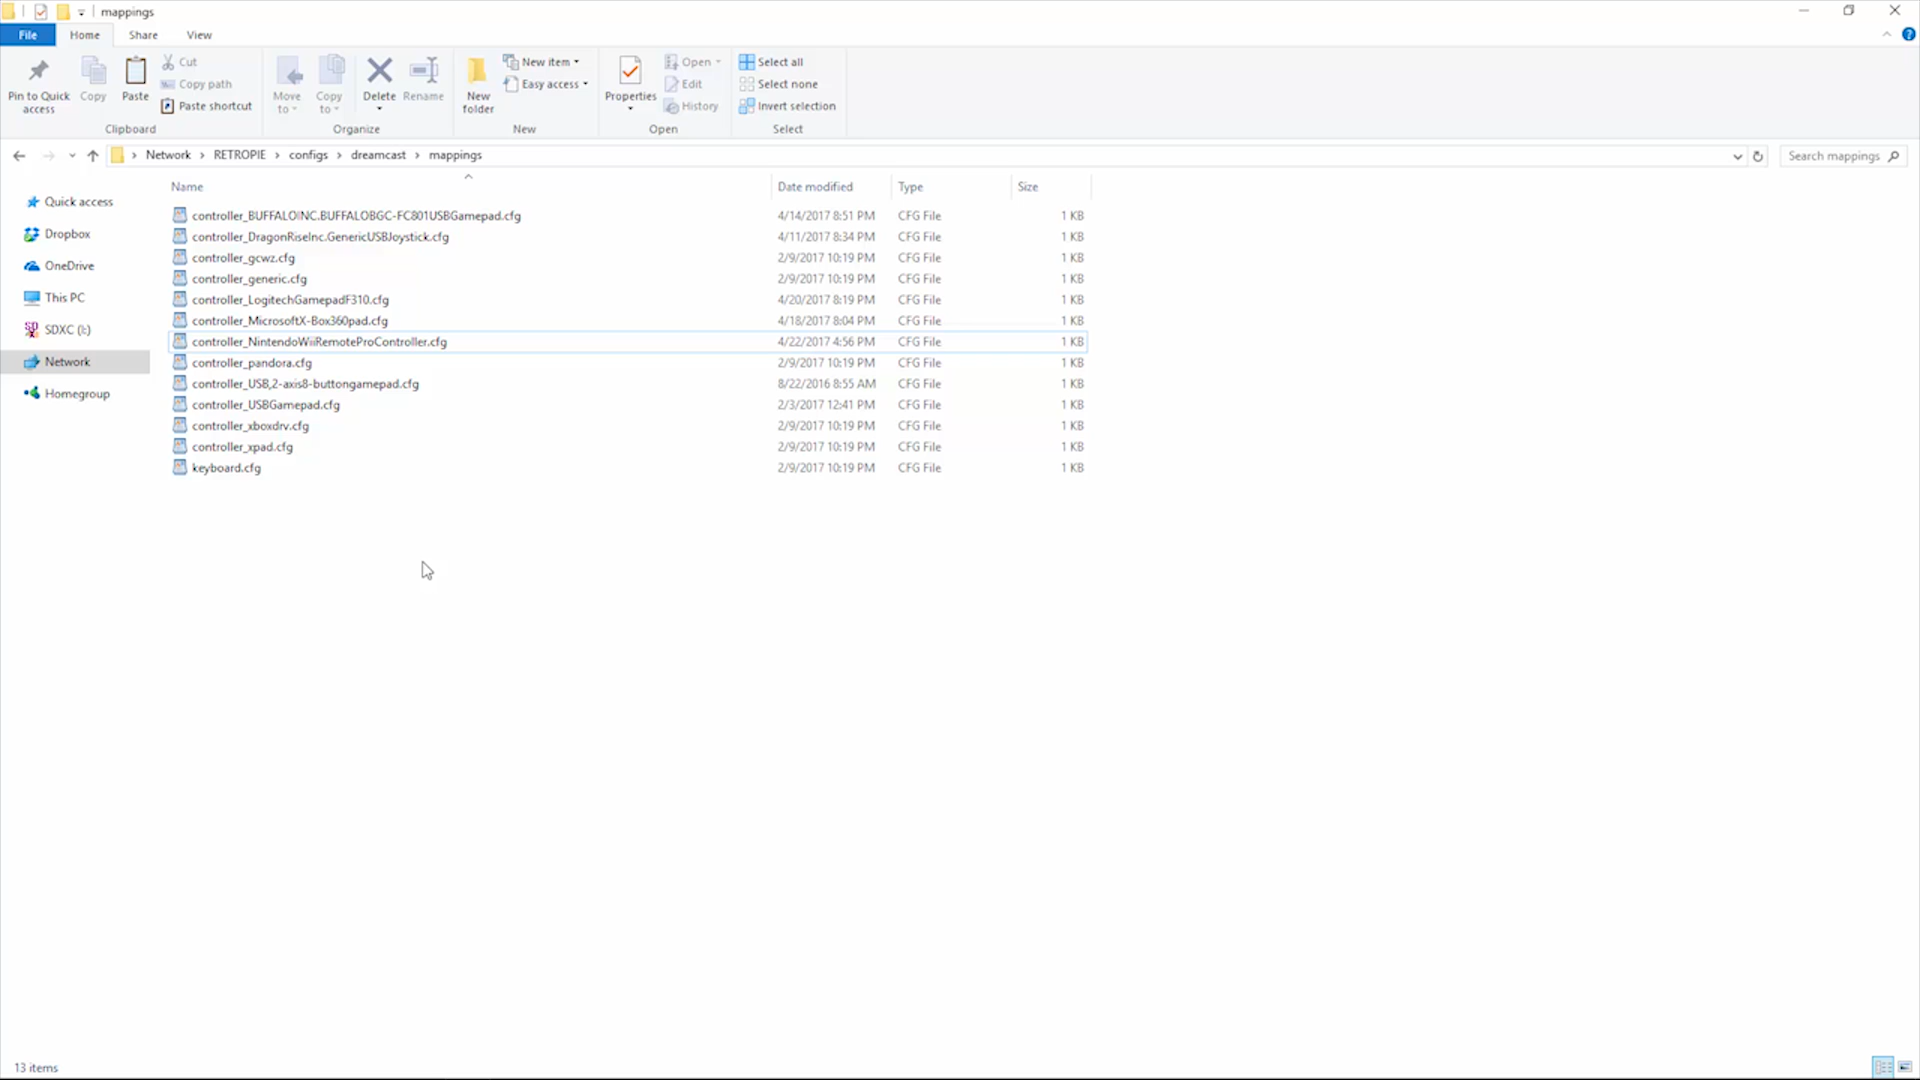 mappings
File Home Share View
Pin to Quick access
Copy
Paste
Cut
Copy path
Paste shortcut
Clipboard
Move to
Copy to
Delete
Rename
Organize
New folder
New item
Easy access
New
Properties
Open
Edit
History
Open
Select all
Select none
Invert selection
Select
Network > RETROPIE > configs > dreamcast > mappings
Search mappings
Quick access
Dropbox
OneDrive
This PC
SDXC (I:)
Network
Homegroup
Name Date modified Type Size
controller_BUFFALOINC.BUFFALOBGC-FC801USBGamepad.cfg 4/14/2017 8:51 PM CFG File 1 KB
controller_DragonRiseInc.GenericUSBJoystick.cfg 4/11/2017 8:34 PM CFG File 1 KB
controller_gcwz.cfg 2/9/2017 10:19 PM CFG File 1 KB
controller_generic.cfg 2/9/2017 10:19 PM CFG File 1 KB
controller_LogitechGamepadF310.cfg 4/20/2017 8:19 PM CFG File 1 KB
controller_MicrosoftX-Box360pad.cfg 4/18/2017 8:04 PM CFG File 1 KB
controller_NintendoWiiRemoteProController.cfg 4/22/2017 4:56 PM CFG File 1 KB
controller_pandora.cfg 2/9/2017 10:19 PM CFG File 1 KB
controller_USB,2-axis8-buttongamepad.cfg 8/22/2016 8:55 AM CFG File 1 KB
controller_USBGamepad.cfg 2/3/2017 12:41 PM CFG File 1 KB
controller_xboxdrv.cfg 2/9/2017 10:19 PM CFG File 1 KB
controller_xpad.cfg 2/9/2017 10:19 PM CFG File 1 KB
keyboard.cfg 2/9/2017 10:19 PM CFG File 1 KB
13 items